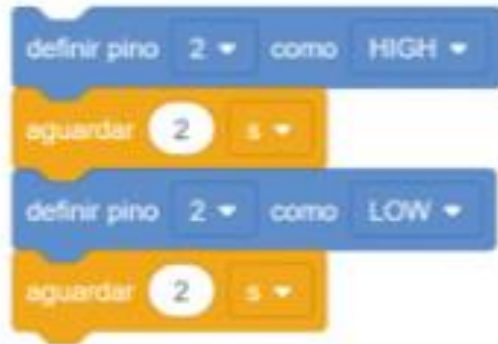 definir pino 2 como HIGH
aguardar 2 s
definir pino 2 como LOW
aguardar 2 s